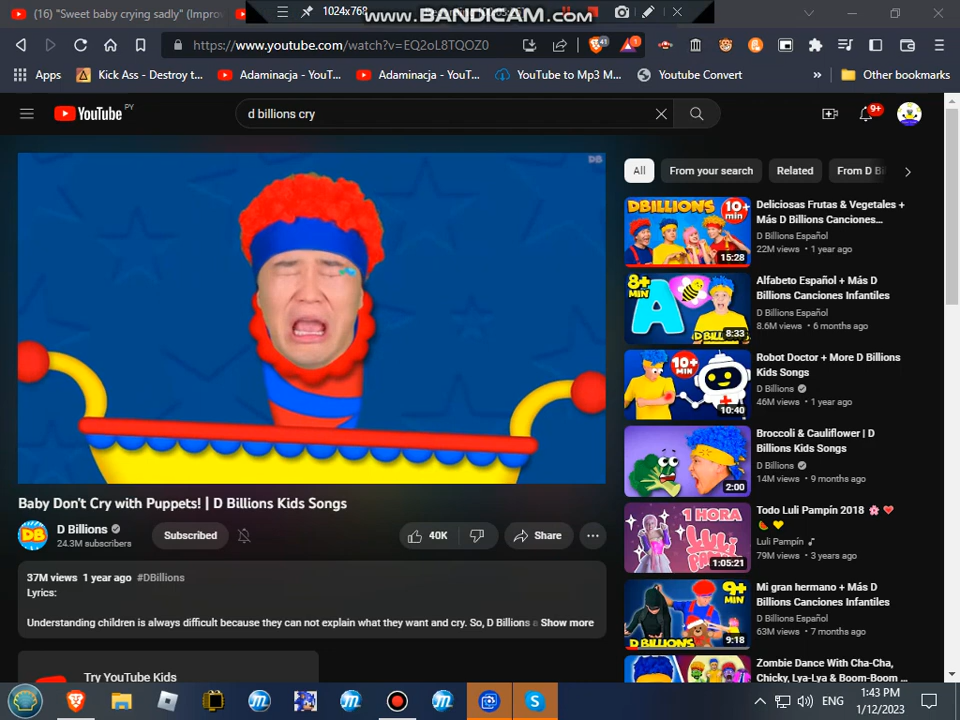 (16) "Sweet baby crying sadly" (Improv
1024x768
www.BANDICAM.com
https://www.youtube.com/watch?v=EQ2oL8TQOZ0
41
1
Apps
Kick Ass - Destroy t...
Adaminacja - YouT...
Adaminacja - YouT...
YouTube to Mp3 M...
Youtube Convert
»
Other bookmarks
YouTube PY
d billions cry
9+
DB
All
From your search
Related
From D Bi
DBILLIONS 10+ min
15:28
Deliciosas Frutas & Vegetales +
Más D Billions Canciones...
D Billions Español
22M views • 1 year ago
8+ MIN
A
D BILLIONS
8:33
Alfabeto Español + Más D
Billions Canciones Infantiles
D Billions Español
8.6M views • 6 months ago
10+ MIN
10:40
Robot Doctor + More D Billions
Kids Songs
D Billions
46M views • 1 year ago
2:00
Broccoli & Cauliflower | D
Billions Kids Songs
D Billions
14M views • 9 months ago
1 HORA
LULI PAMPÍN
1:05:21
Todo Luli Pampín 2018 🌸 ❤️
🍉 💛
Luli Pampín
79M views • 3 years ago
9+ MIN
D BILLIONS
9:18
Mi gran hermano + Más D
Billions Canciones Infantiles
D Billions Español
63M views • 7 months ago
Zombie Dance With Cha-Cha,
Chicky, Lya-Lya & Boom-Boom ...
Baby Don't Cry with Puppets! | D Billions Kids Songs
DB
D Billions
24.3M subscribers
Subscribed
40K
Share
37M views 1 year ago #DBillions
Lyrics:
Understanding children is always difficult because they can not explain what they want and cry. So, D Billions a Show more
Try YouTube Kids
ENG
1:43 PM
1/12/2023